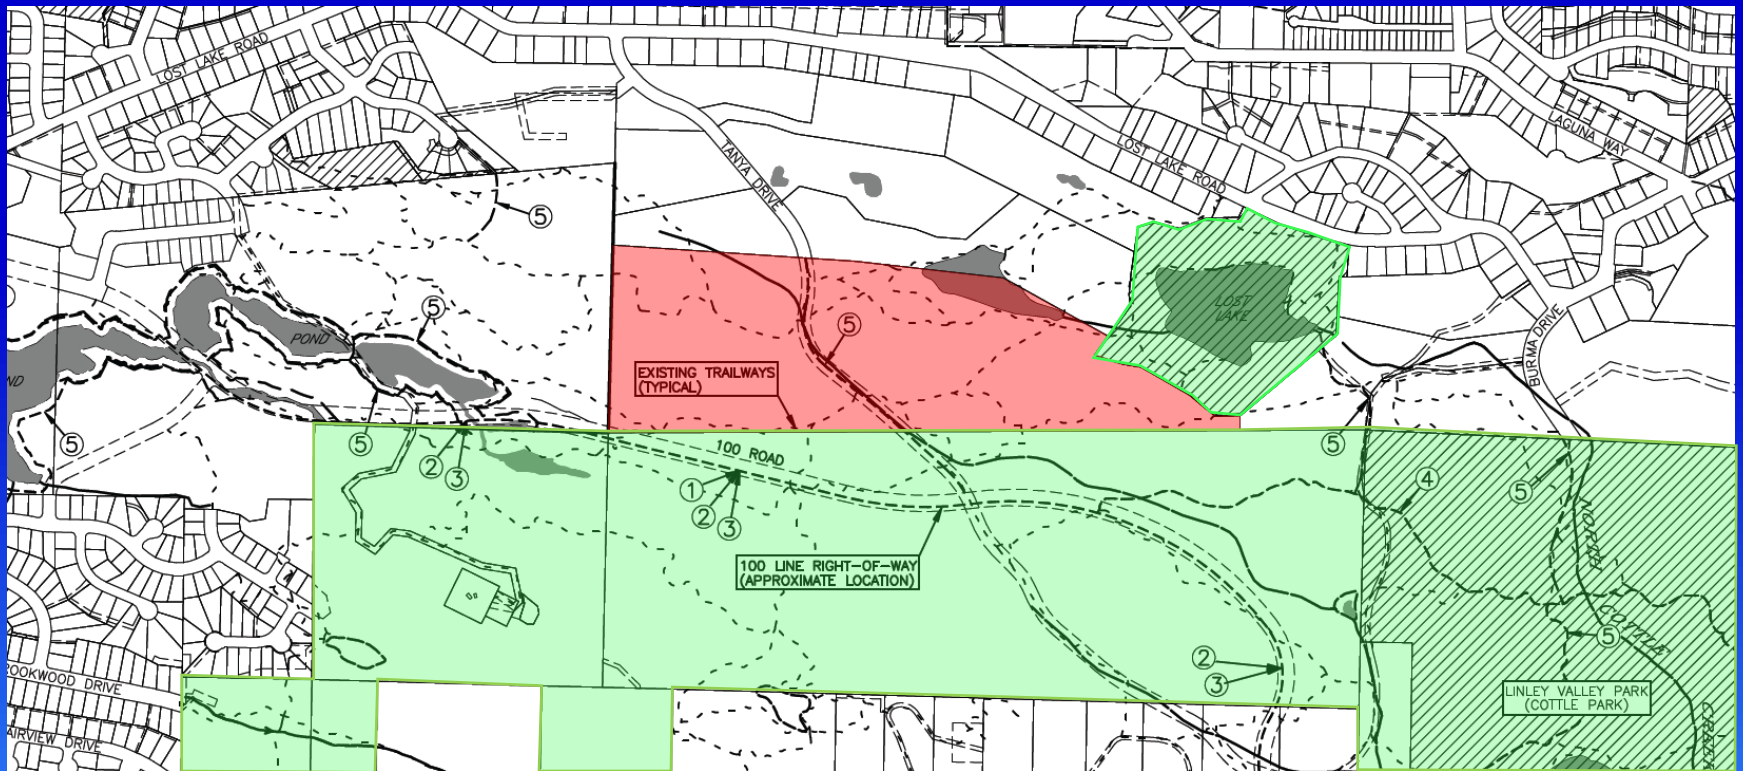 LOST LAKE ROAD
LAGUNA WAY
TANYA DRIVE
LOST LAKE ROAD
5
5
POND
LOST
LAKE
5
BURMA DRIVE
EXISTING TRAILWAYS
(TYPICAL)
ND
5
5
5
100 ROAD
2
3
1
2
3
4
5
NORTH
100 LINE RIGHT-OF-WAY
(APPROXIMATE LOCATION)
COTTLE
5
2
3
ROOKWOOD DRIVE
LINLEY VALLEY PARK
(COTTLE PARK)
AIRVIEW DRIVE
CREEK